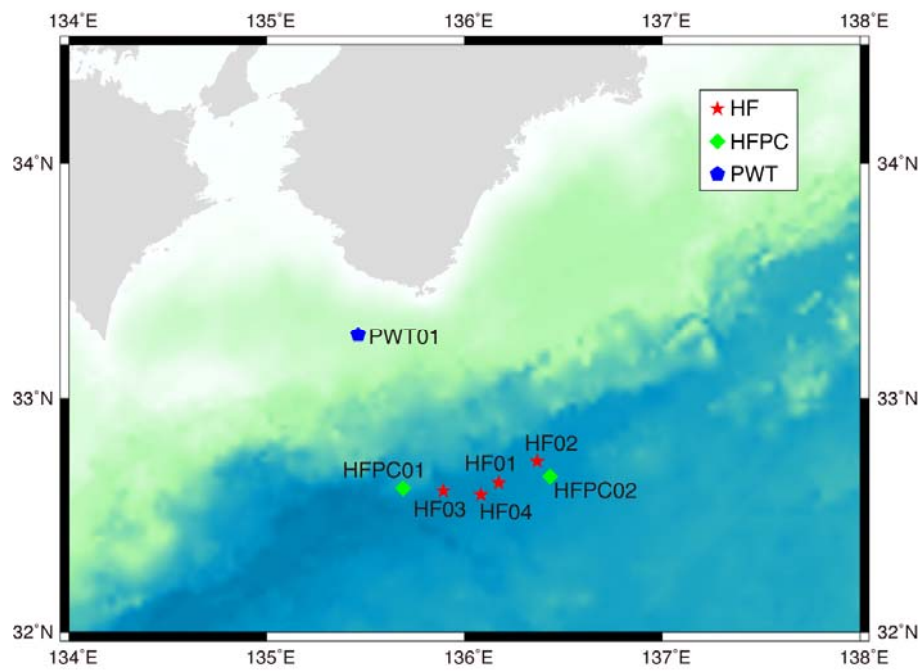 134˚E 135˚E 136˚E 137˚E 138˚E
HF
HFPC
PWT
34˚N 34˚N
PWT01
33˚N 33˚N
HF02
HFPC01 HF01
HFPC02
HF03 HF04
32˚N 32˚N
134˚E 135˚E 136˚E 137˚E 138˚E